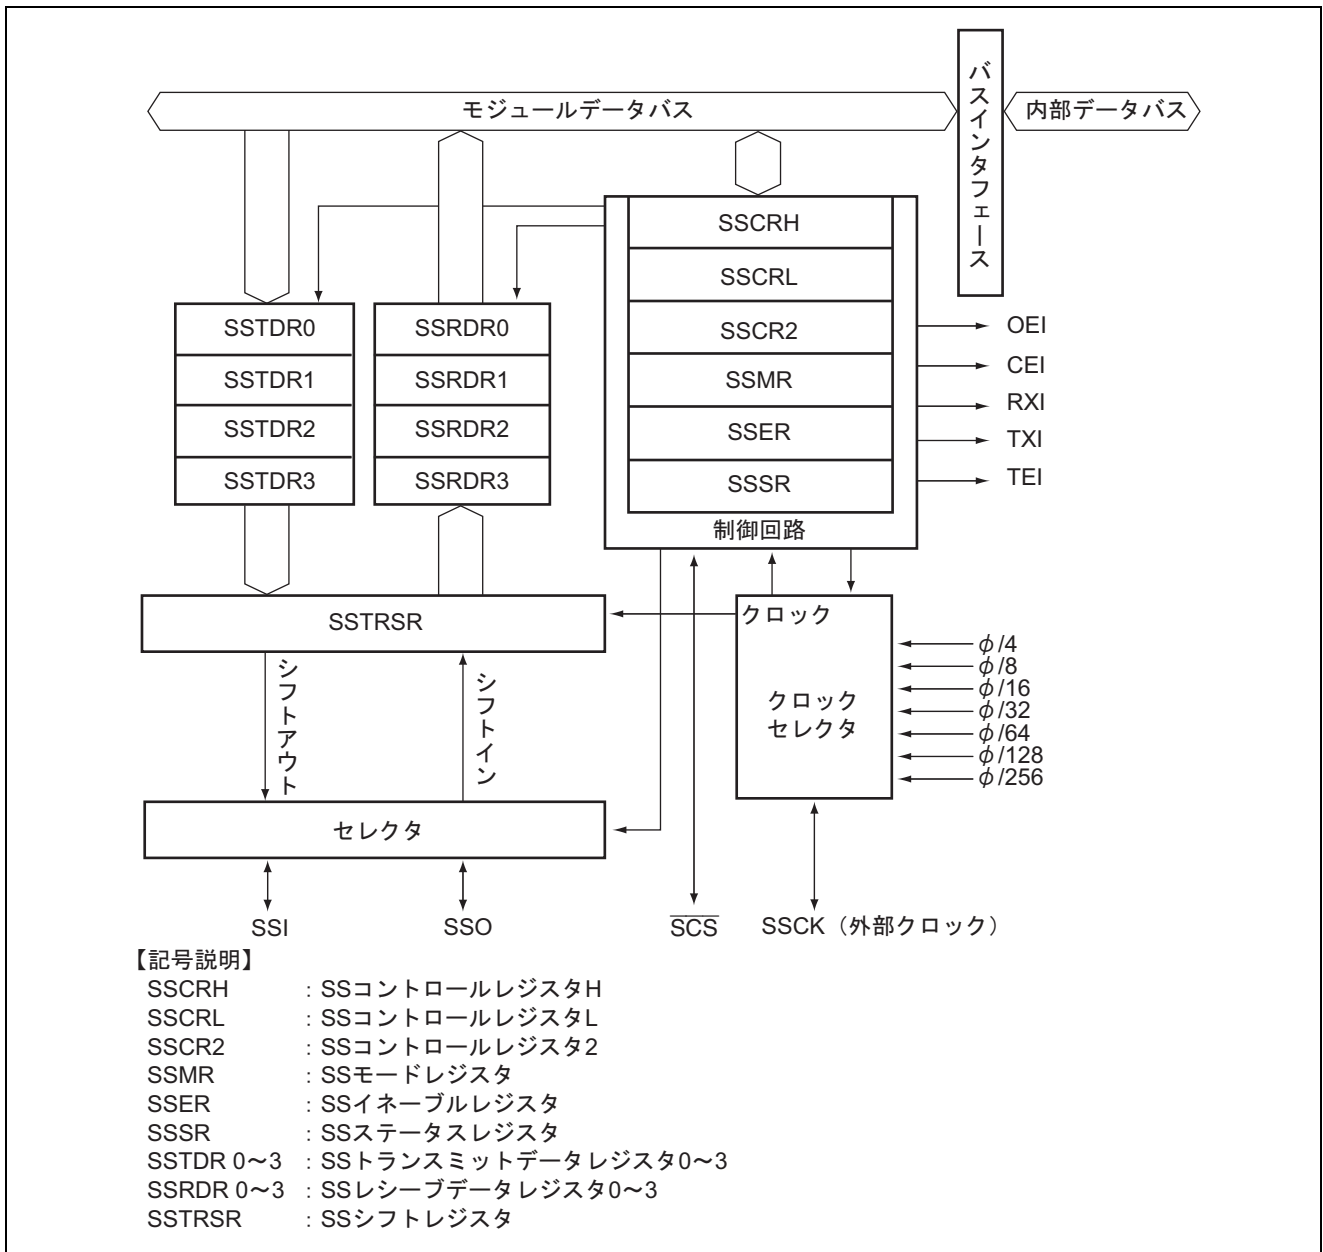 モジュールデータバス
バスインタフェース
内部データバス
SSCRH
SSCRL
SSCR2
SSMR
SSER
SSSR
制御回路
SSTDR0
SSTDR1
SSTDR2
SSTDR3
SSRDR0
SSRDR1
SSRDR2
SSRDR3
OEI
CEI
RXI
TXI
TEI
SSTRSR
クロック
クロック
セレクタ
φ/4
φ/8
φ/16
φ/32
φ/64
φ/128
φ/256
シフトアウト
シフトイン
セレクタ
SSI
SSO
SCS
SSCK（外部クロック）
【記号説明】
SSCRH : SSコントロールレジスタH
SSCRL : SSコントロールレジスタL
SSCR2 : SSコントロールレジスタ2
SSMR : SSモードレジスタ
SSER : SSイネーブルレジスタ
SSSR : SSステータスレジスタ
SSTDR 0〜3 : SSトランスミットデータレジスタ0〜3
SSRDR 0〜3 : SSレシーブデータレジスタ0〜3
SSTRSR : SSシフトレジスタ